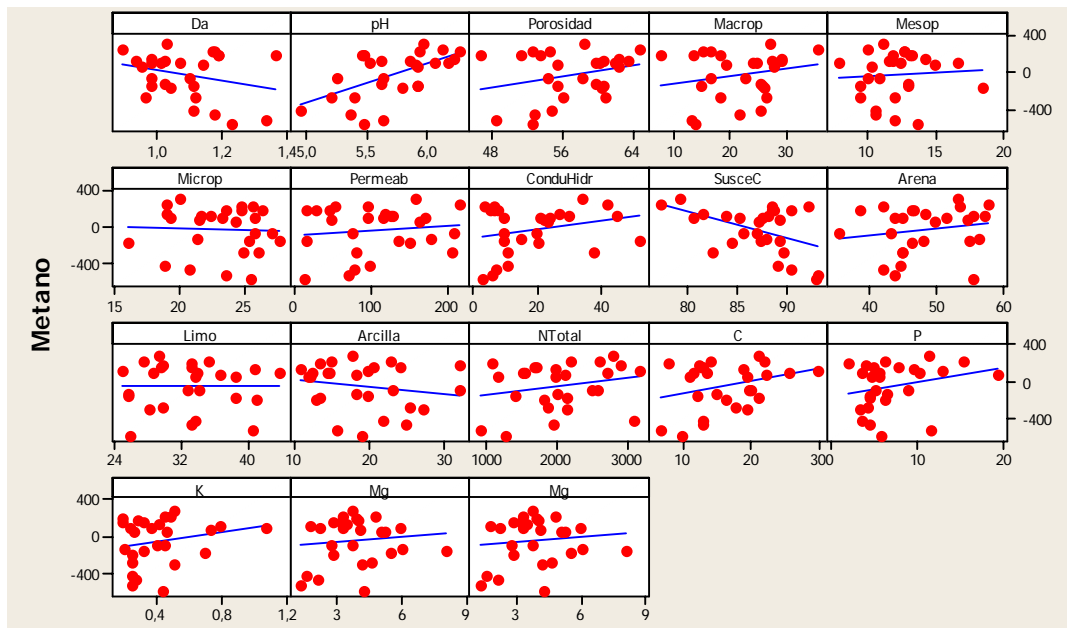 Da pH Porosidad Macrop Mesop
400
0
-400
1,0 1,2 1,45,0 5,5 6,0 48 56 64 10 20 30 10 15 20
Microp Permeab ConduHidr SusceC Arena
400
0
-400
15 20 25 0 100 200 0 20 40 80 85 90 40 50 60
Metano
Limo Arcilla NTotal C P
400
0
-400
24 32 40 10 20 30 1000 2000 3000 10 20 300 10 20
K Mg Mg
400
0
-400
0,4 0,8 1,2 3 6 9 3 6 9